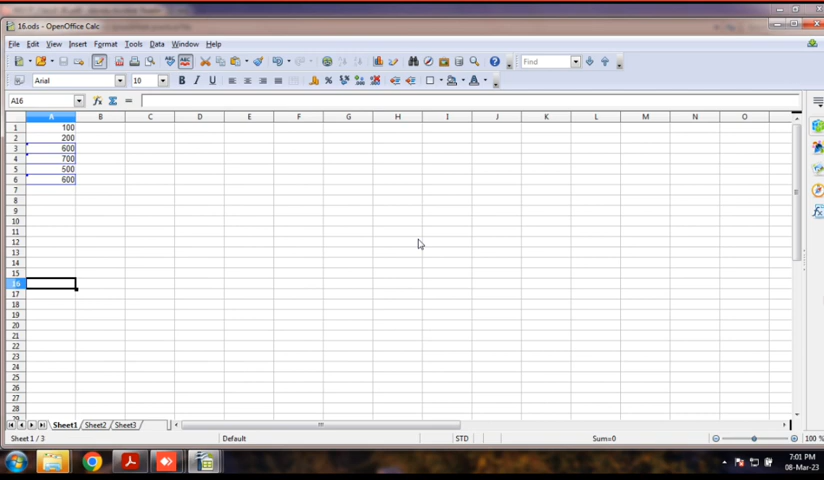 16.ods - OpenOffice Calc
File Edit View Insert Format Tools Data Window Help
Find
Arial 10
A16
A B C D E F G H I J K L M N O
1 100
2 200
3 600
4 700
5 500
6 600
7
8
9
10
11
12
13
14
15
16
17
18
19
20
21
22
23
24
25
26
27
28
29
Sheet1 Sheet2 Sheet3
Sheet 1 / 3 Default STD Sum=0 100 %
7:01 PM
08-Mar-23